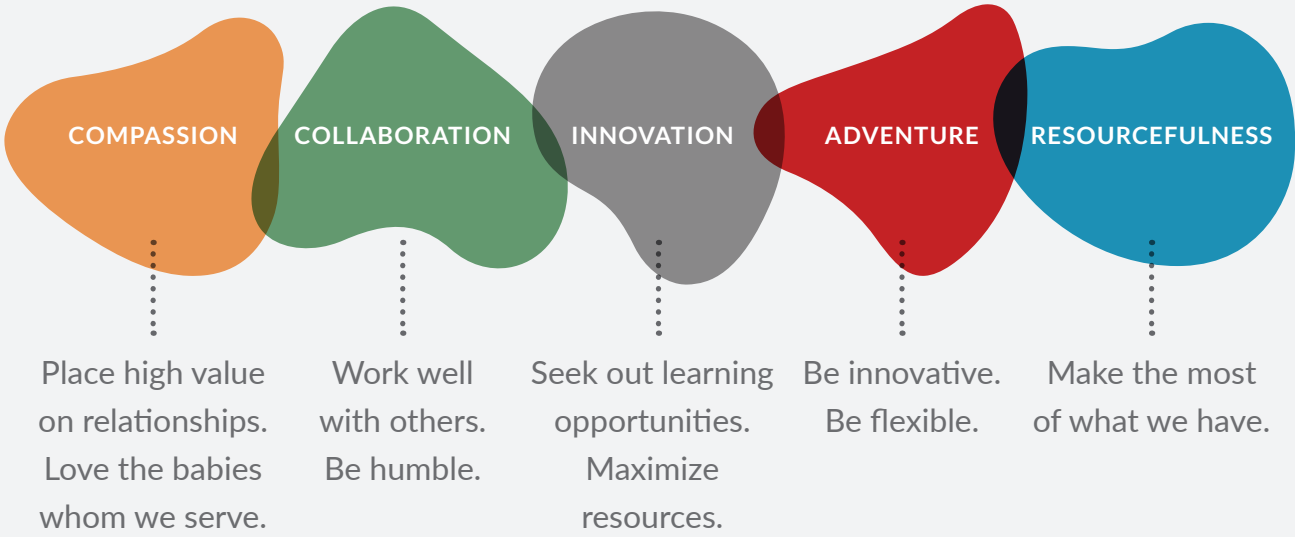 COMPASSION
COLLABORATION
INNOVATION
ADVENTURE
RESOURCEFULNESS
Place high value
on relationships.
Love the babies
whom we serve.
Work well
with others.
Be humble.
Seek out learning
opportunities.
Maximize
resources.
Be innovative.
Be flexible.
Make the most
of what we have.